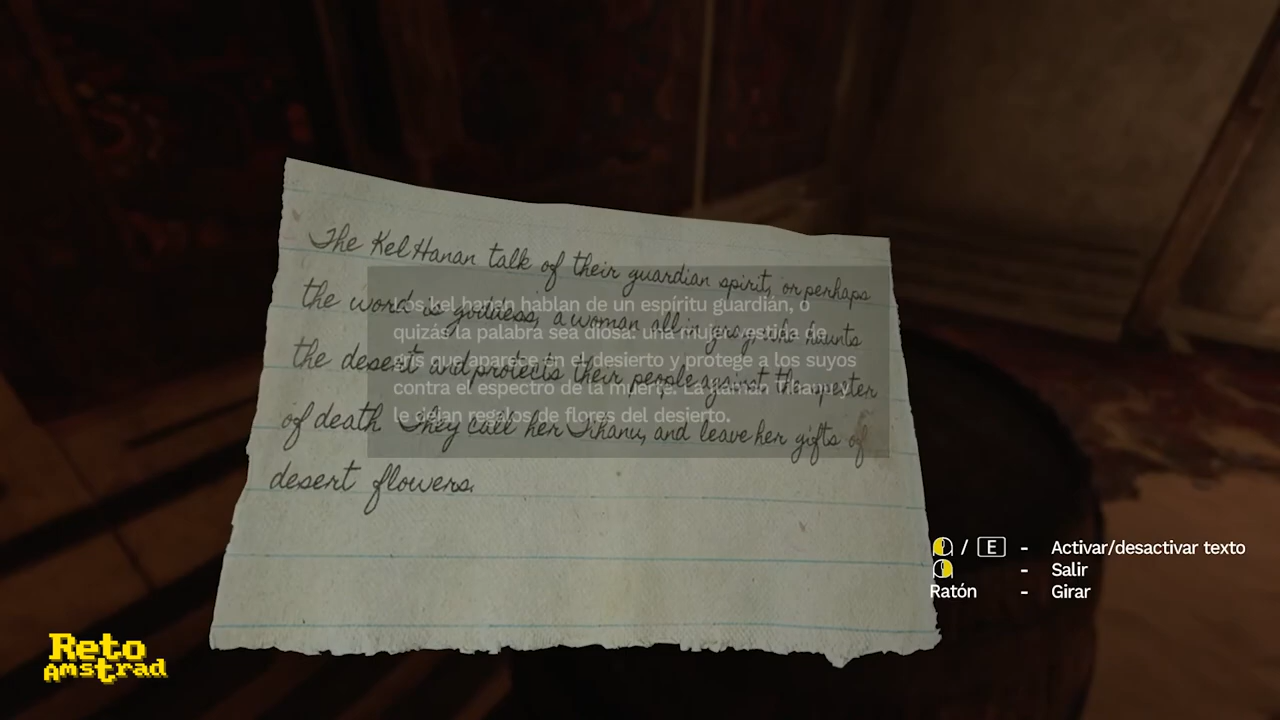 The Kel Hanan talk of their guardian spirit, or perhaps
the word is goddess, a woman all in gray, who haunts
the desert and protects their people against the specter
of death. They call her Tihanu, and leave her gifts of
desert flowers.
Los kel hanan hablan de un espíritu guardián, o
quizás la palabra sea diosa: una mujer vestida de
gris que aparece en el desierto y protege a los suyos
contra el espectro de la muerte. La llaman Tihanu y
le dejan regalos de flores del desierto.
/ E - Activar/desactivar texto
- Salir
Ratón - Girar
Reto
Amstrad